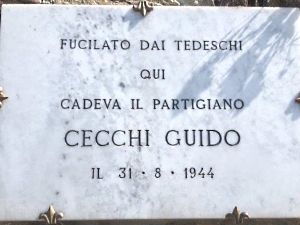 FUCILATO DAI TEDESCHI
QUI
CADEVA IL PARTIGIANO
CECCHI GUIDO
IL 31 · 8 · 1944